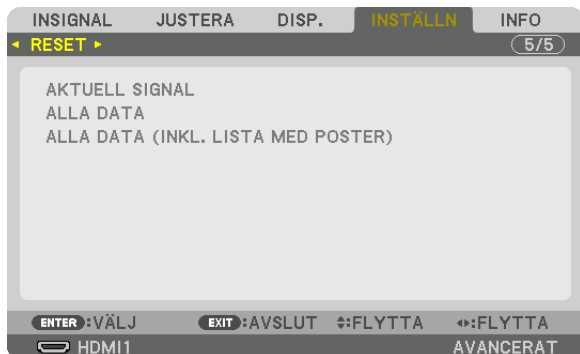 INSIGNAL JUSTERA DISP. INSTÄLLN INFO
◂ RESET ▸ 5/5
AKTUELL SIGNAL
ALLA DATA
ALLA DATA (INKL. LISTA MED POSTER)
ENTER:VÄLJ EXIT:AVSLUT ⬍:FLYTTA ◂▸:FLYTTA
HDMI1 AVANCERAT